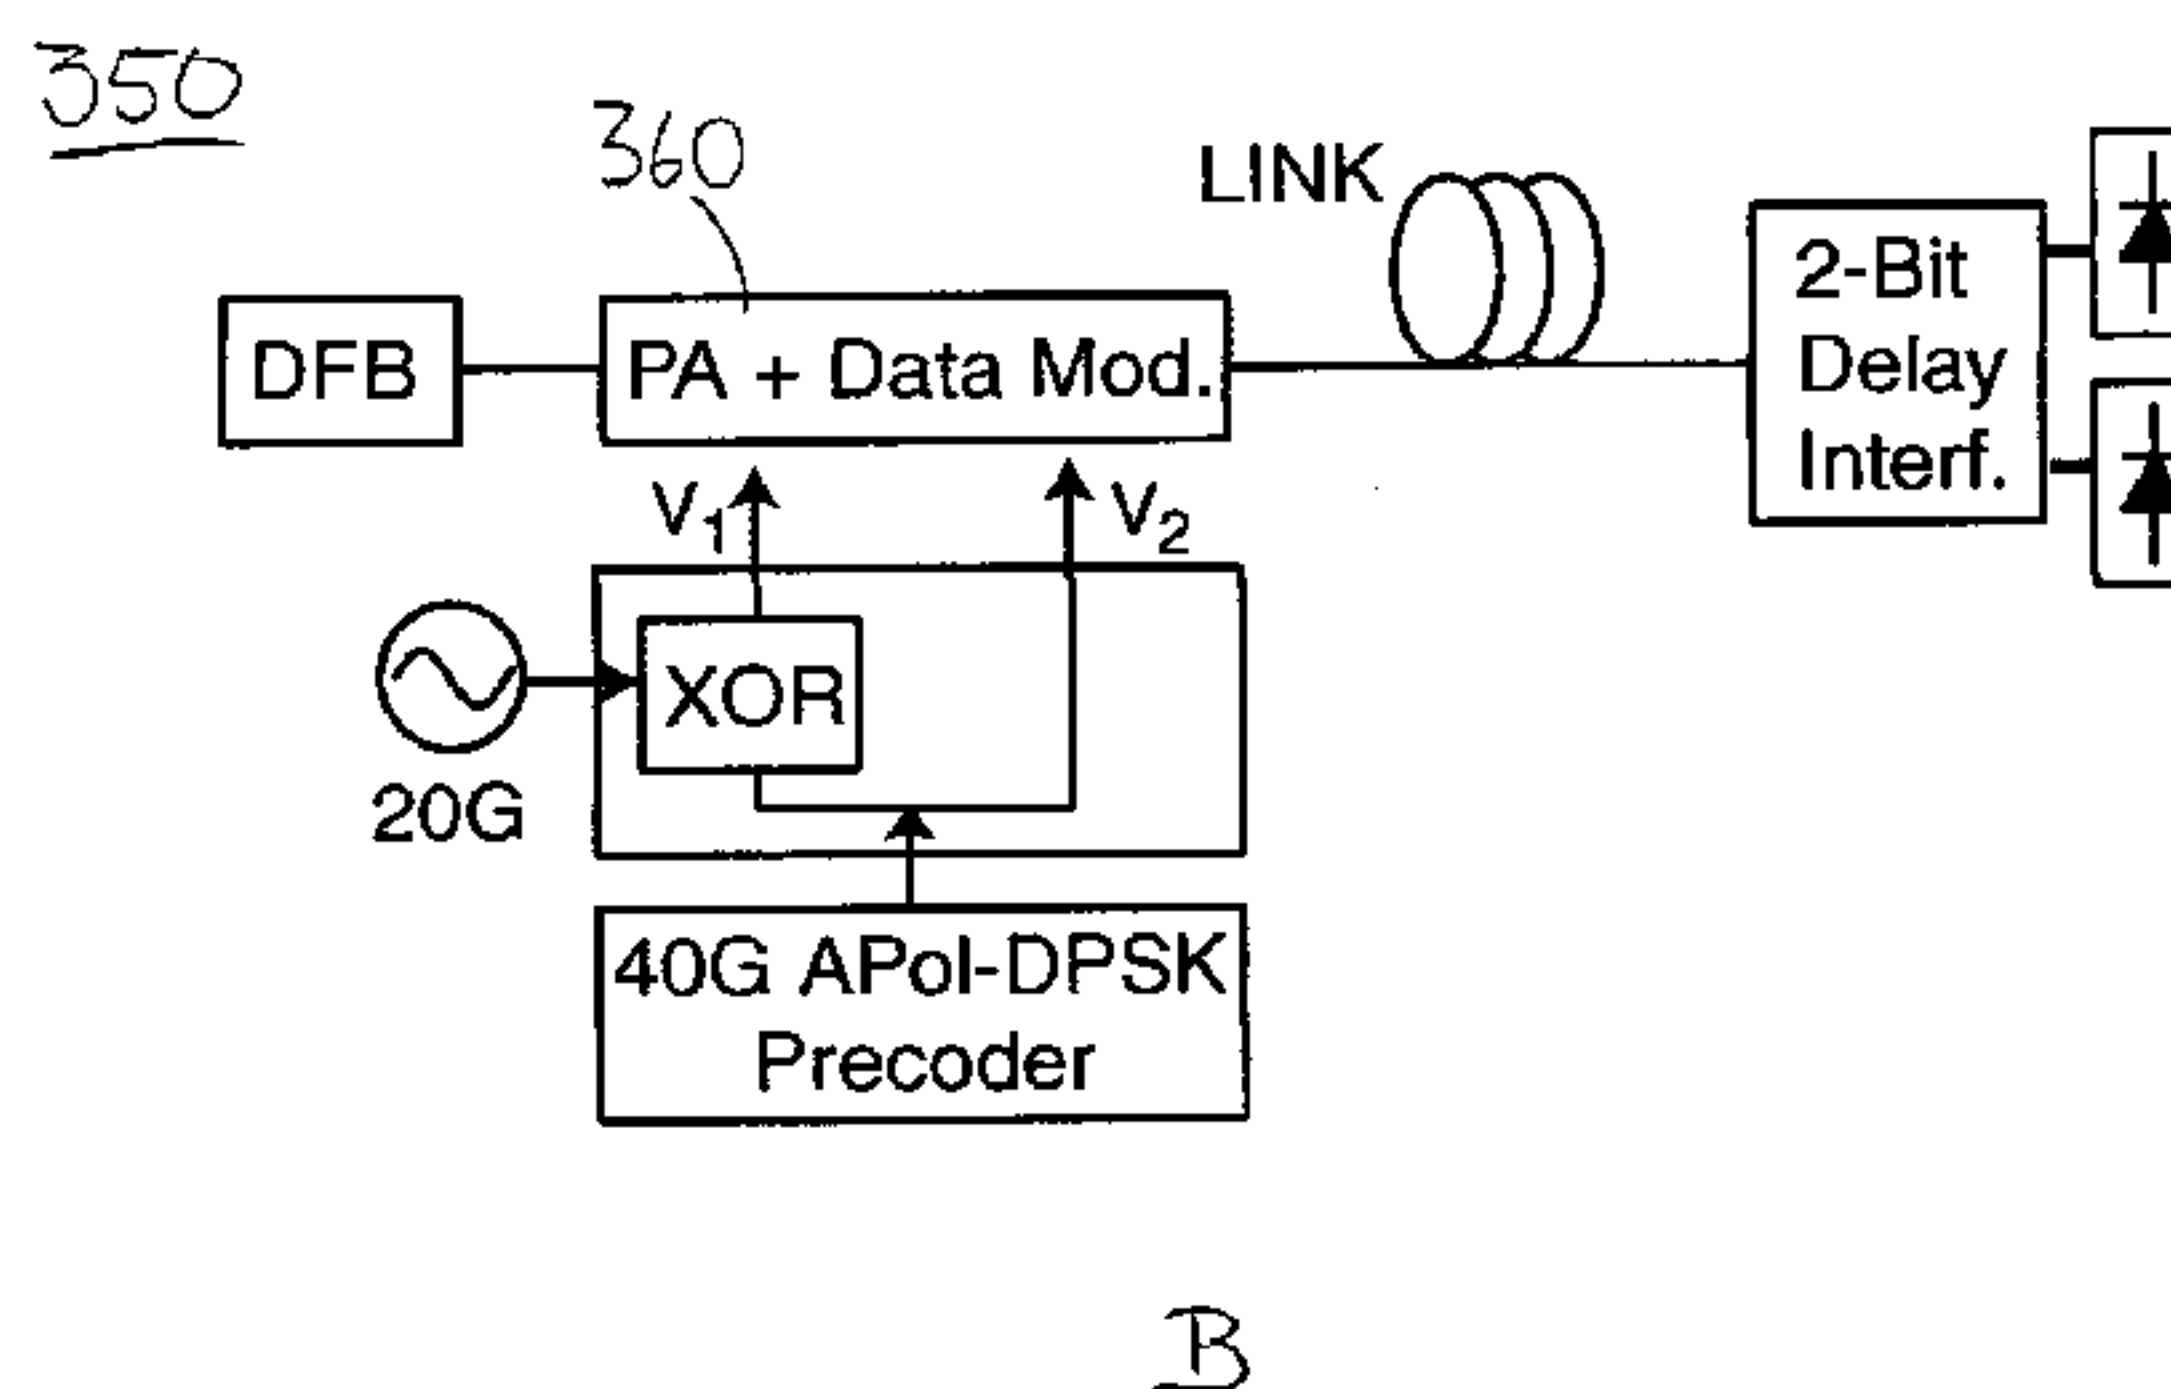 350
360
LINK
DFB
PA + Data Mod.
2-Bit
Delay
Interf.
V1
V2
XOR
20G
40G APol-DPSK
Precoder
B